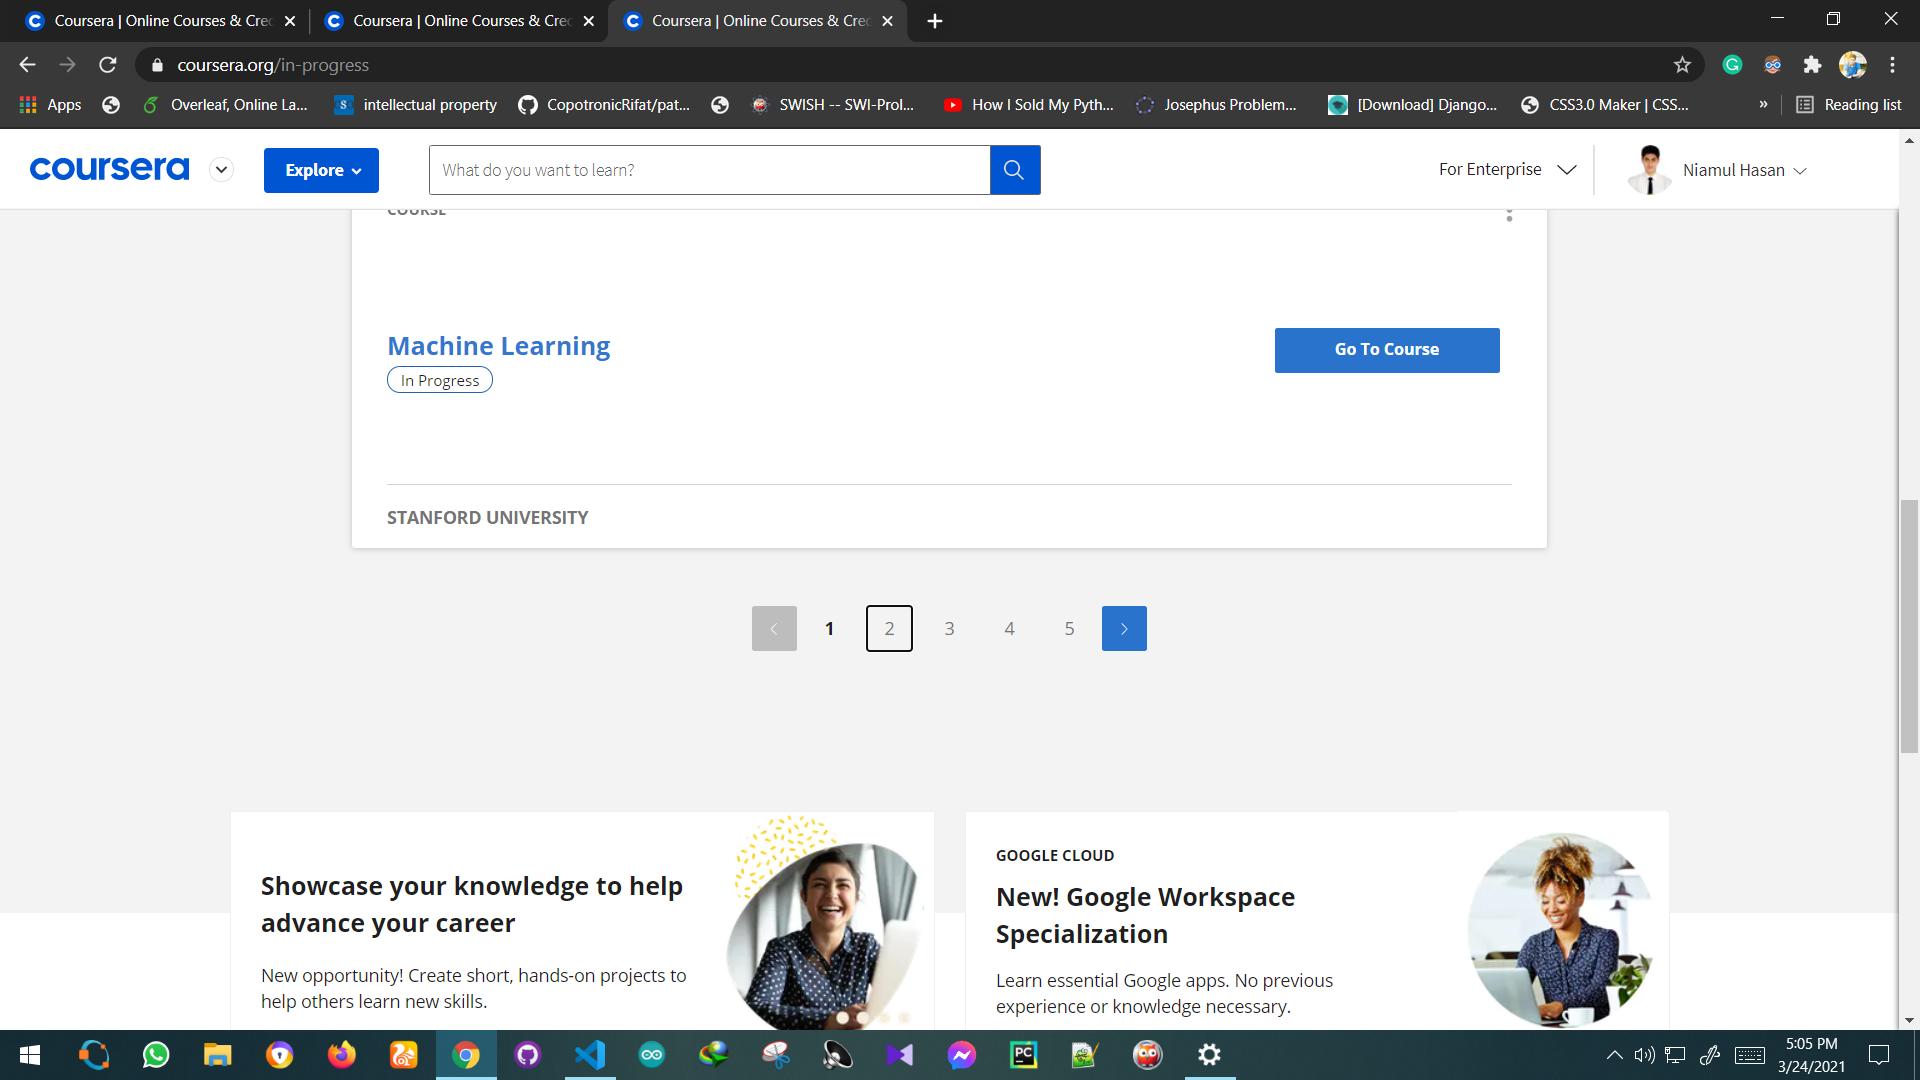 Coursera | Online Courses & Cre
Coursera | Online Courses & Cre
Coursera | Online Courses & Cre
coursera.org/in-progress
Apps
Overleaf, Online La...
intellectual property
CopotronicRifat/pat...
SWISH -- SWI-Prol...
How I Sold My Pyth...
Josephus Problem...
[Download] Django...
CSS3.0 Maker | CSS...
»
Reading list
coursera
Explore
What do you want to learn?
For Enterprise
Niamul Hasan
COURSE
Machine Learning
In Progress
Go To Course
STANFORD UNIVERSITY
1 2 3 4 5
Showcase your knowledge to help
advance your career
New opportunity! Create short, hands-on projects to
help others learn new skills.
GOOGLE CLOUD
New! Google Workspace
Specialization
Learn essential Google apps. No previous
experience or knowledge necessary.
PC
5:05 PM
3/24/2021